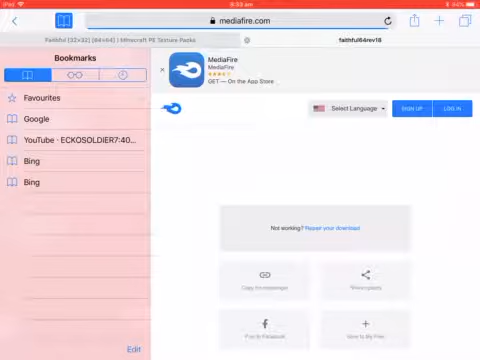 iPad
9:33 am
84%
mediafire.com
Faithful [32x32] [64x64] | Minecraft PE Texture Packs
faithful64rev18
Bookmarks
Favourites
Google
YouTube - ECKOSOLDIER7:40...
Bing
Bing
Edit
MediaFire
MediaFire
GET — On the App Store
Select Language
SIGN UP
LOG IN
Not working? Repair your download
Copy for messenger
More options
Post to Facebook
Save to My Files